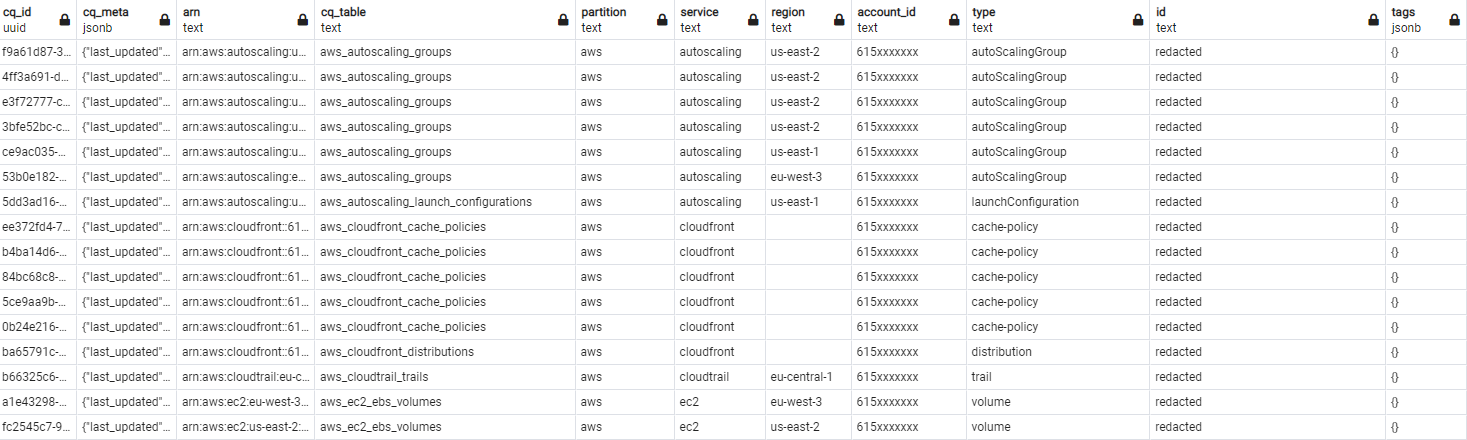 cq_id cq_meta arn cq_table partition service region account_id type id tags
uuid jsonb text text text text text text text text jsonb
f9a61d87-3... {"last_updated"... arn:aws:autoscaling:u... aws_autoscaling_groups aws autoscaling us-east-2 615xxxxxxx autoScalingGroup redacted {}
4ff3a691-d... {"last_updated"... arn:aws:autoscaling:u... aws_autoscaling_groups aws autoscaling us-east-2 615xxxxxxx autoScalingGroup redacted {}
e3f72777-c... {"last_updated"... arn:aws:autoscaling:u... aws_autoscaling_groups aws autoscaling us-east-2 615xxxxxxx autoScalingGroup redacted {}
3bfe52bc-c... {"last_updated"... arn:aws:autoscaling:u... aws_autoscaling_groups aws autoscaling us-east-2 615xxxxxxx autoScalingGroup redacted {}
ce9ac035-... {"last_updated"... arn:aws:autoscaling:u... aws_autoscaling_groups aws autoscaling us-east-1 615xxxxxxx autoScalingGroup redacted {}
53b0e182-... {"last_updated"... arn:aws:autoscaling:e... aws_autoscaling_groups aws autoscaling eu-west-3 615xxxxxxx autoScalingGroup redacted {}
5dd3ad16-... {"last_updated"... arn:aws:autoscaling:u... aws_autoscaling_launch_configurations aws autoscaling us-east-1 615xxxxxxx launchConfiguration redacted {}
ee372fd4-7... {"last_updated"... arn:aws:cloudfront::61... aws_cloudfront_cache_policies aws cloudfront 615xxxxxxx cache-policy redacted {}
b4ba14d6-... {"last_updated"... arn:aws:cloudfront::61... aws_cloudfront_cache_policies aws cloudfront 615xxxxxxx cache-policy redacted {}
84bc68c8-... {"last_updated"... arn:aws:cloudfront::61... aws_cloudfront_cache_policies aws cloudfront 615xxxxxxx cache-policy redacted {}
5ce9aa9b-... {"last_updated"... arn:aws:cloudfront::61... aws_cloudfront_cache_policies aws cloudfront 615xxxxxxx cache-policy redacted {}
0b24e216-... {"last_updated"... arn:aws:cloudfront::61... aws_cloudfront_cache_policies aws cloudfront 615xxxxxxx cache-policy redacted {}
ba65791c-... {"last_updated"... arn:aws:cloudfront::61... aws_cloudfront_distributions aws cloudfront 615xxxxxxx distribution redacted {}
b66325c6-... {"last_updated"... arn:aws:cloudtrail:eu-c... aws_cloudtrail_trails aws cloudtrail eu-central-1 615xxxxxxx trail redacted {}
a1e43298-... {"last_updated"... arn:aws:ec2:eu-west-3... aws_ec2_ebs_volumes aws ec2 eu-west-3 615xxxxxxx volume redacted {}
fc2545c7-9... {"last_updated"... arn:aws:ec2:us-east-2:... aws_ec2_ebs_volumes aws ec2 us-east-2 615xxxxxxx volume redacted {}